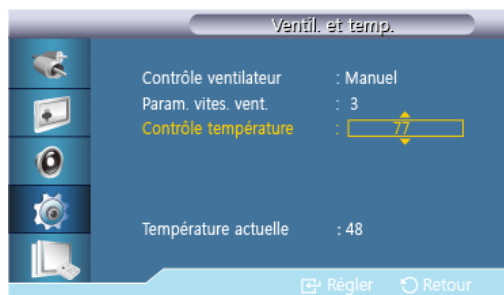 Ventil. et temp.
Contrôle ventilateur : Manuel
Param. vites. vent. : 3
Contrôle température : 77
Température actuelle : 48
Régler Retour